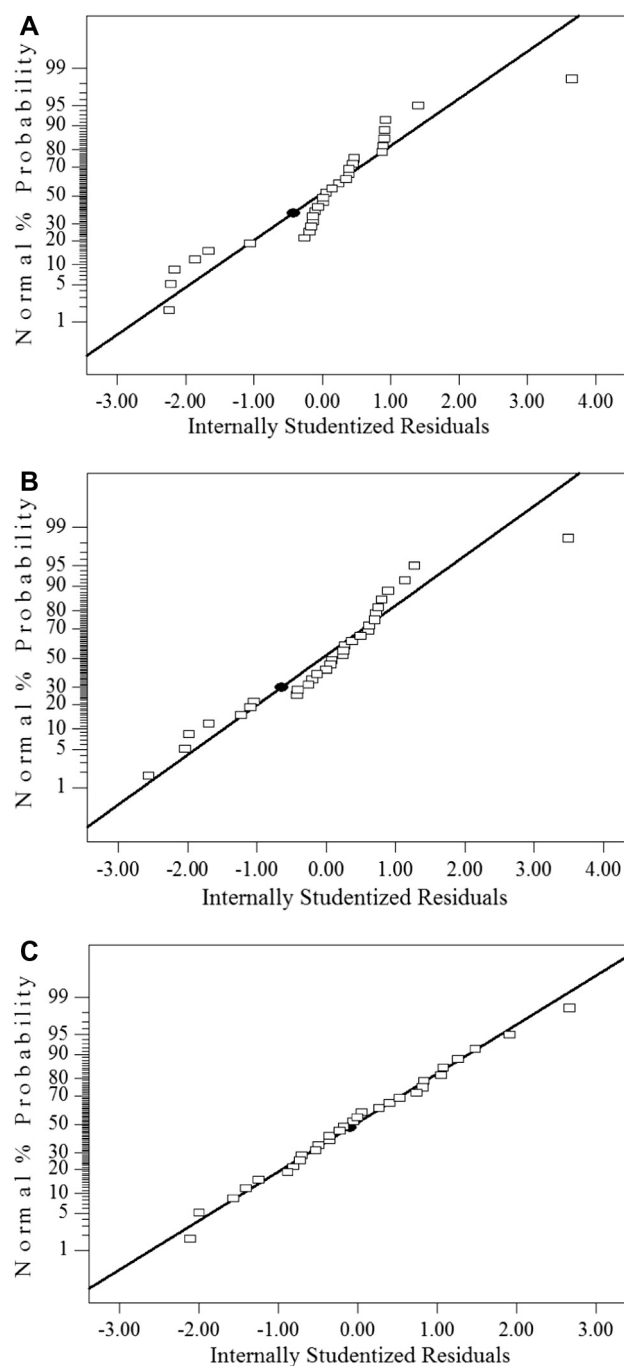 A
Normal % Probability
99
95
90
80
70
50
30
20
10
5
1
-3.00 -2.00 -1.00 0.00 1.00 2.00 3.00 4.00
Internally Studentized Residuals
B
Normal % Probability
99
95
90
80
70
50
30
20
10
5
1
-3.00 -2.00 -1.00 0.00 1.00 2.00 3.00 4.00
Internally Studentized Residuals
C
Normal % Probability
99
95
90
80
70
50
30
20
10
5
1
-3.00 -2.00 -1.00 0.00 1.00 2.00 3.00
Internally Studentized Residuals